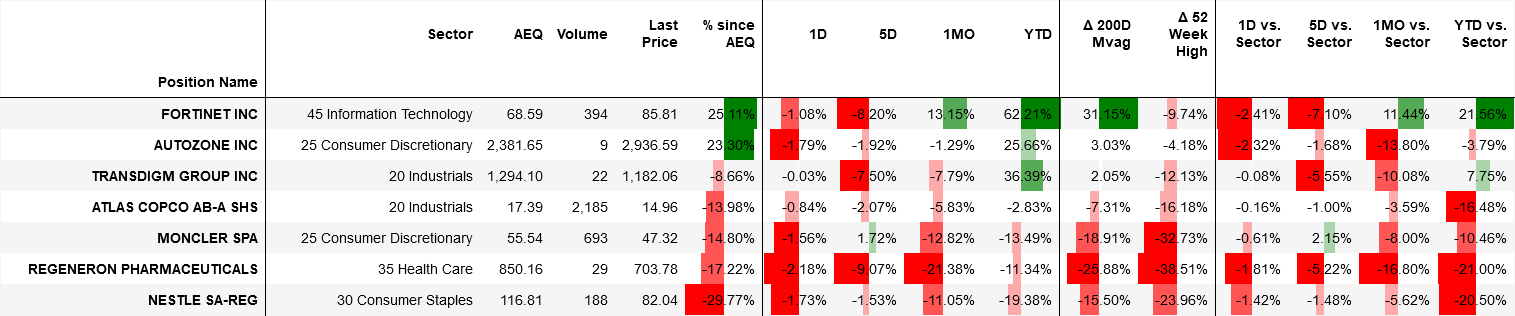 Position Name Sector AEQ Volume Last Price % since AEQ 1D 5D 1MO YTD Δ 200D Mvag Δ 52 Week High 1D vs. Sector 5D vs. Sector 1MO vs. Sector YTD vs. Sector
FORTINET INC 45 Information Technology 68.59 394 85.81 25.11% -1.08% -8.20% 13.15% 62.21% 31.15% -9.74% -2.41% -7.10% 11.44% 21.56%
AUTOZONE INC 25 Consumer Discretionary 2,381.65 9 2,936.59 23.30% -1.79% -1.92% -1.29% 25.66% 3.03% -4.18% -2.32% -1.68% -13.80% -3.79%
TRANSDIGM GROUP INC 20 Industrials 1,294.10 22 1,182.06 -8.66% -0.03% -7.50% -7.79% 36.39% 2.05% -12.13% -0.08% -5.55% -10.08% 7.75%
ATLAS COPCO AB-A SHS 20 Industrials 17.39 2,185 14.96 -13.98% -0.84% -2.07% -5.83% -2.83% -7.31% -16.18% -0.16% -1.00% -3.59% -16.48%
MONCLER SPA 25 Consumer Discretionary 55.54 693 47.32 -14.80% -1.56% 1.72% -12.82% -13.49% -18.91% -32.73% -0.61% 2.15% -8.00% -10.46%
REGENERON PHARMACEUTICALS 35 Health Care 850.16 29 703.78 -17.22% -2.18% -9.07% -21.38% -11.34% -25.88% -38.51% -1.81% -5.22% -16.80% -21.00%
NESTLE SA-REG 30 Consumer Staples 116.81 188 82.04 -29.77% -1.73% -1.53% -11.05% -19.38% -15.50% -23.96% -1.42% -1.48% -5.62% -20.50%